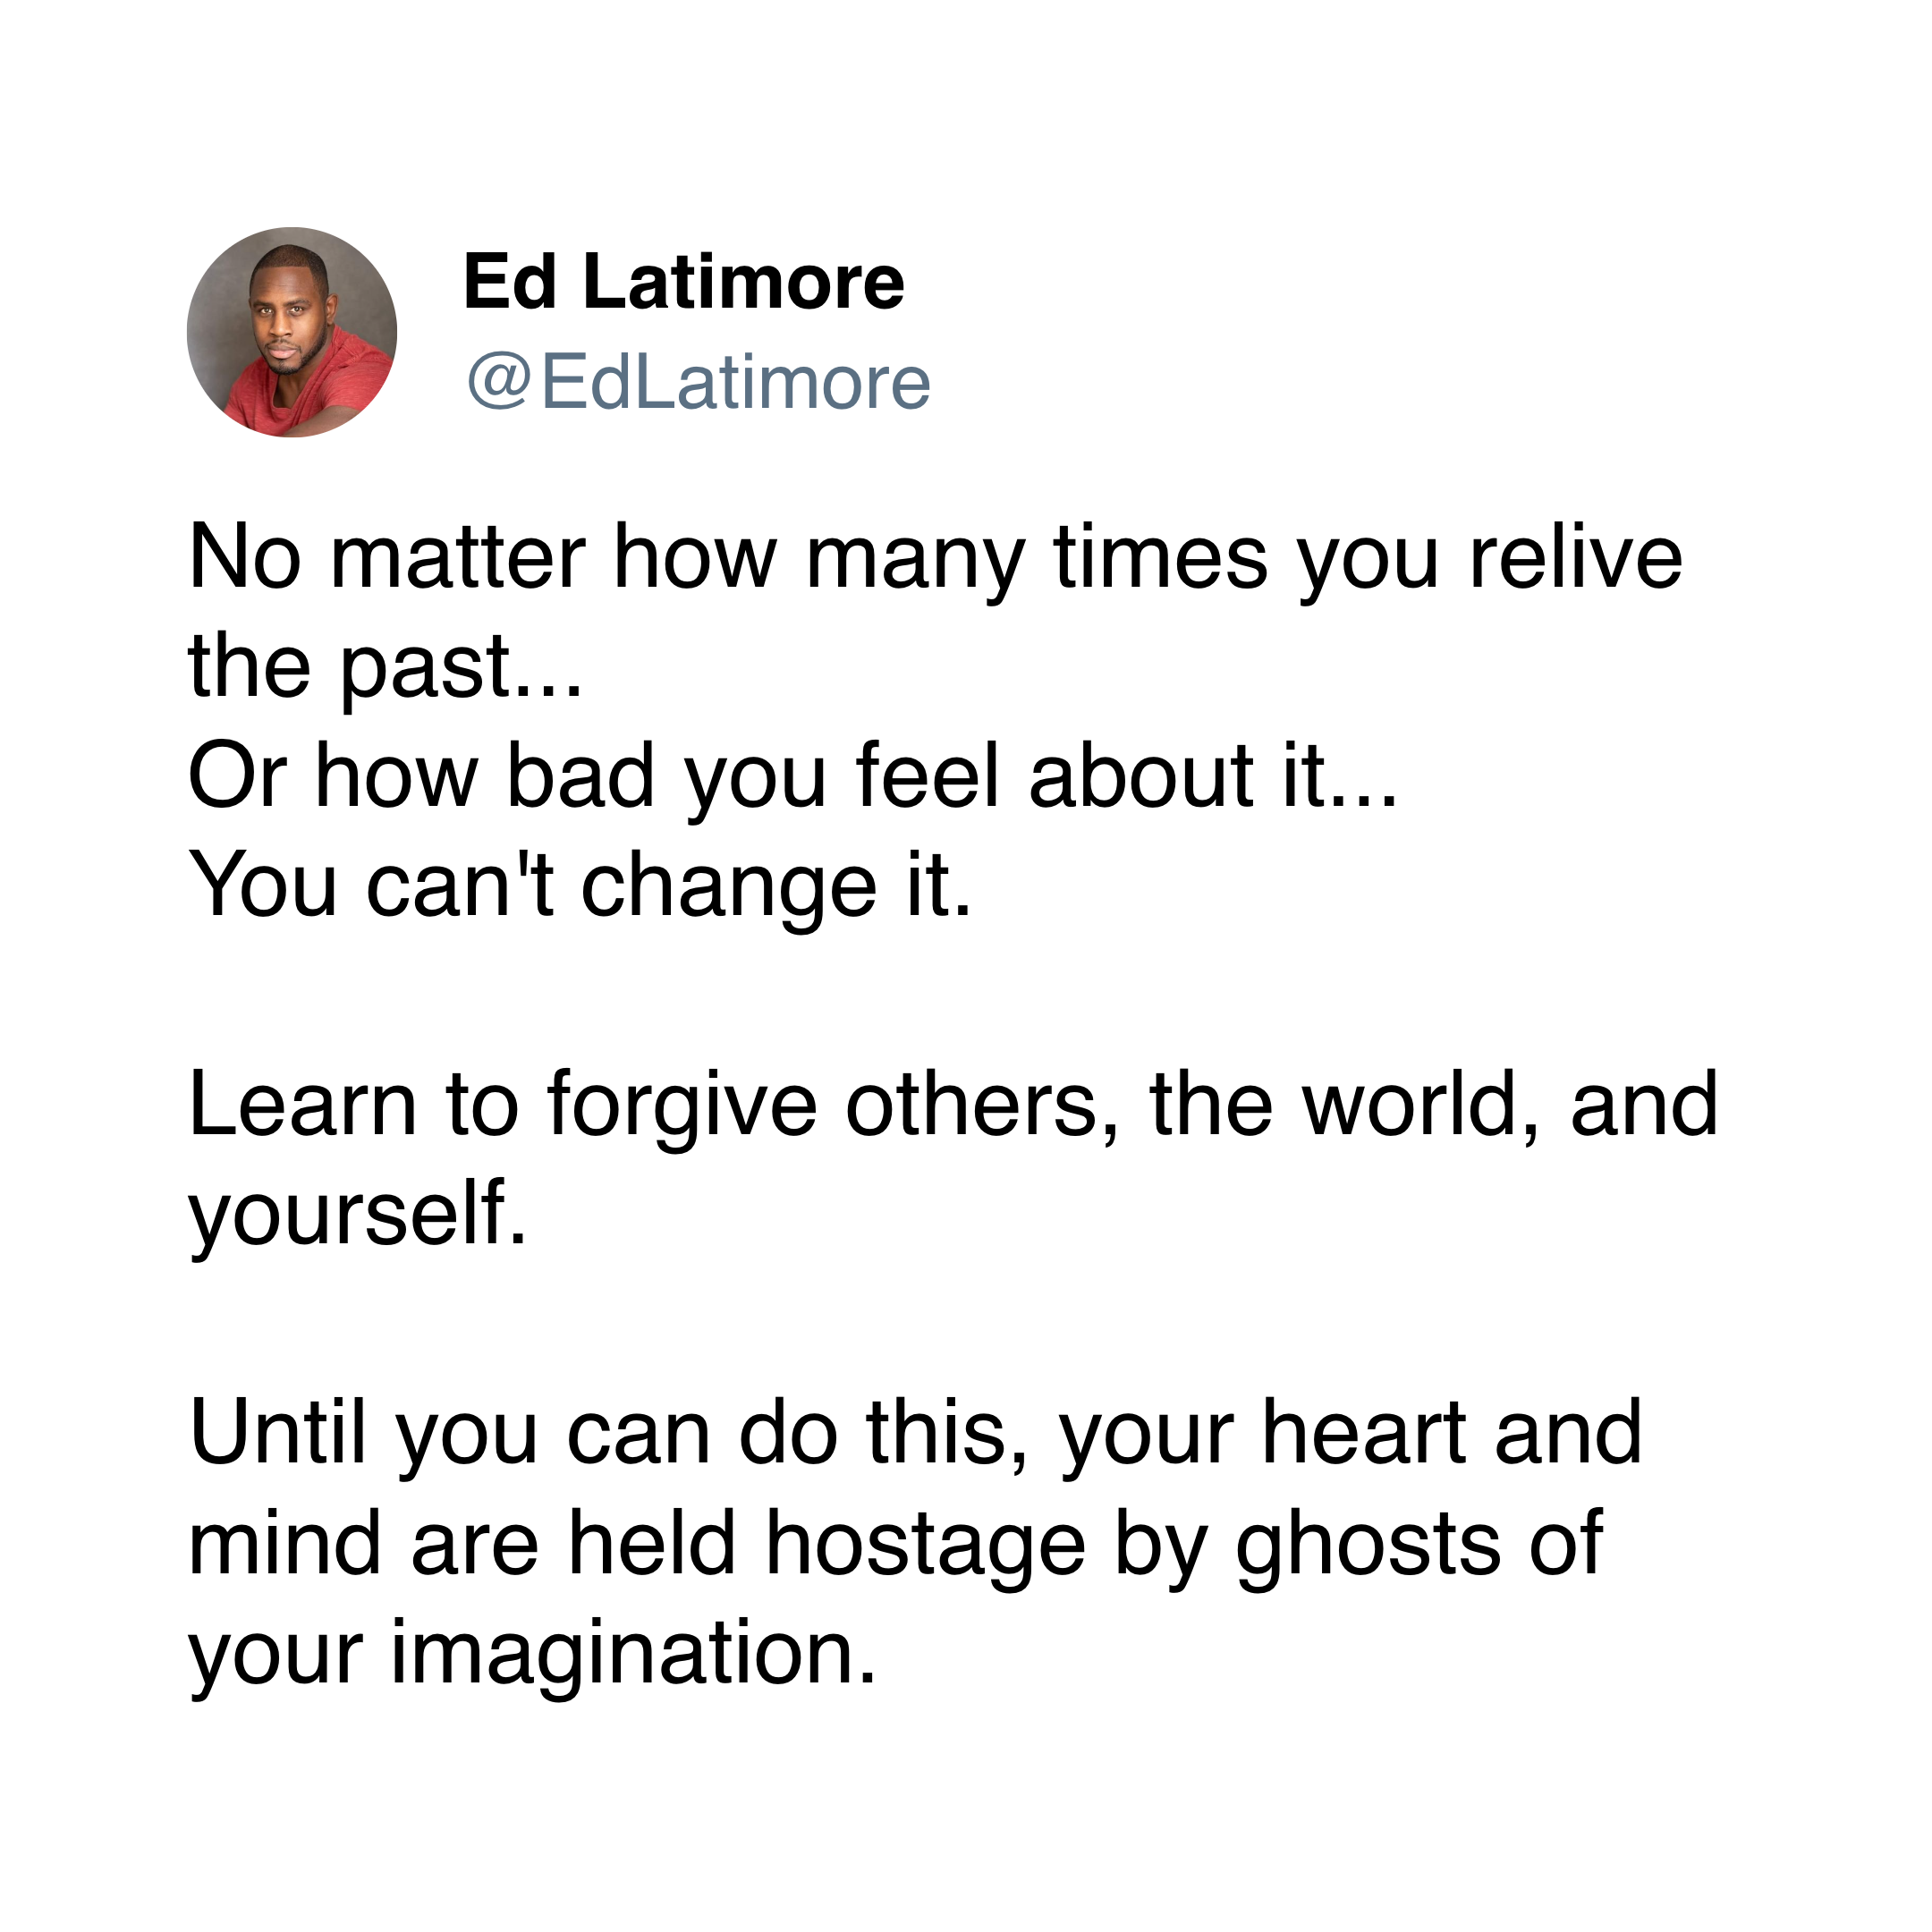 Ed Latimore
@EdLatimore
No matter how many times you relive
the past...
Or how bad you feel about it...
You can't change it.
Learn to forgive others, the world, and
yourself.
Until you can do this, your heart and
mind are held hostage by ghosts of
your imagination.